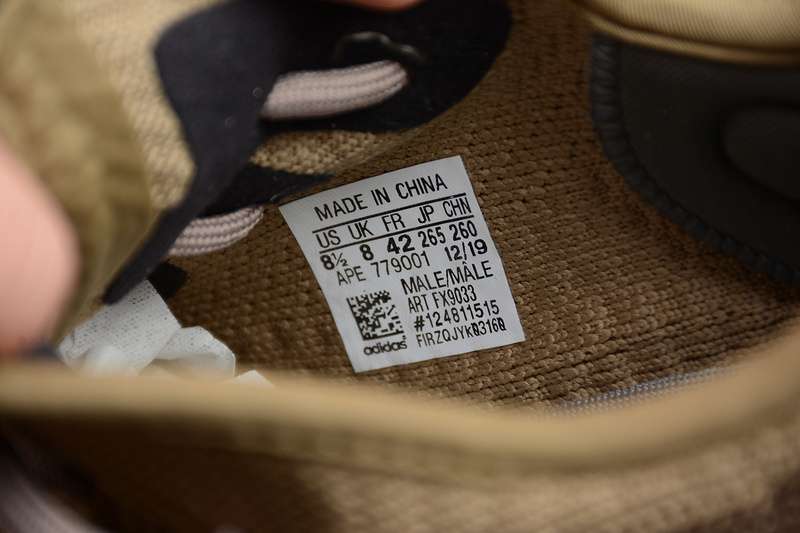 MADE IN CHINA
US UK FR JP CHN
8½ 8 42 265 260
APE 779001 12/19
MALE/MÂLE
ART FX9033
#124811515
adidas FIRZQJYKQ316Q